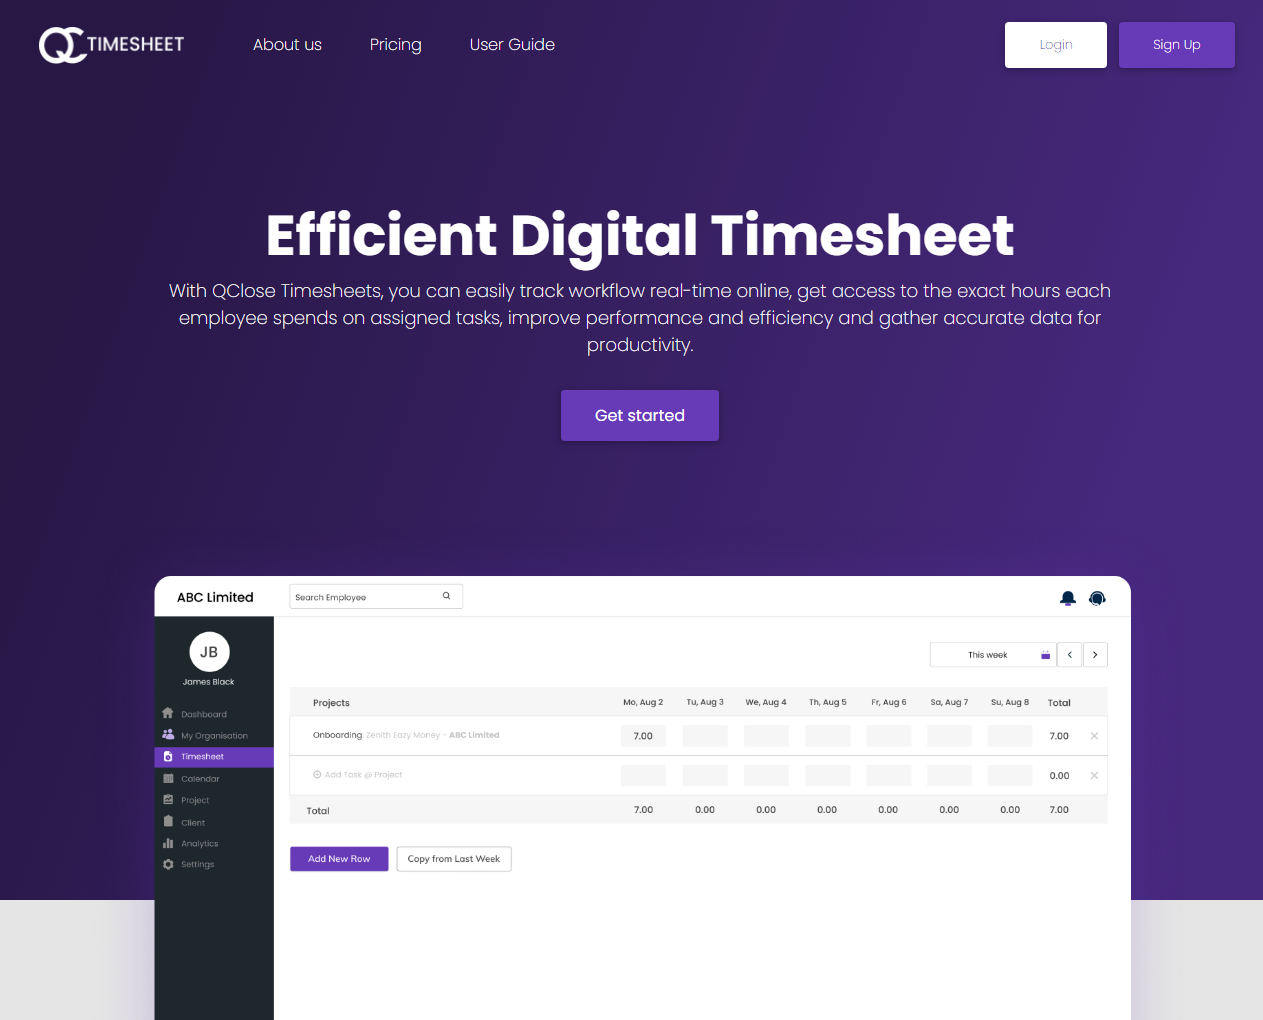 QC TIMESHEET
About us
Pricing
User Guide
Login
Sign Up
Efficient Digital Timesheet
With QClose Timesheets, you can easily track workflow real-time online, get access to the exact hours each
employee spends on assigned tasks, improve performance and efficiency and gather accurate data for
productivity.
Get started
ABC Limited
Search Employee
JB
James Black
Dashboard
My Organisation
Timesheet
Calendar
Project
Client
Analytics
Settings
This week
Projects Mo, Aug 2 Tu, Aug 3 We, Aug 4 Th, Aug 5 Fr, Aug 6 Sa, Aug 7 Su, Aug 8 Total
Onboarding Zenith Eazy Money - ABC Limited 7.00 7.00
Add Task @ Project 0.00
Total 7.00 0.00 0.00 0.00 0.00 0.00 0.00 7.00
Add New Row
Copy from Last Week